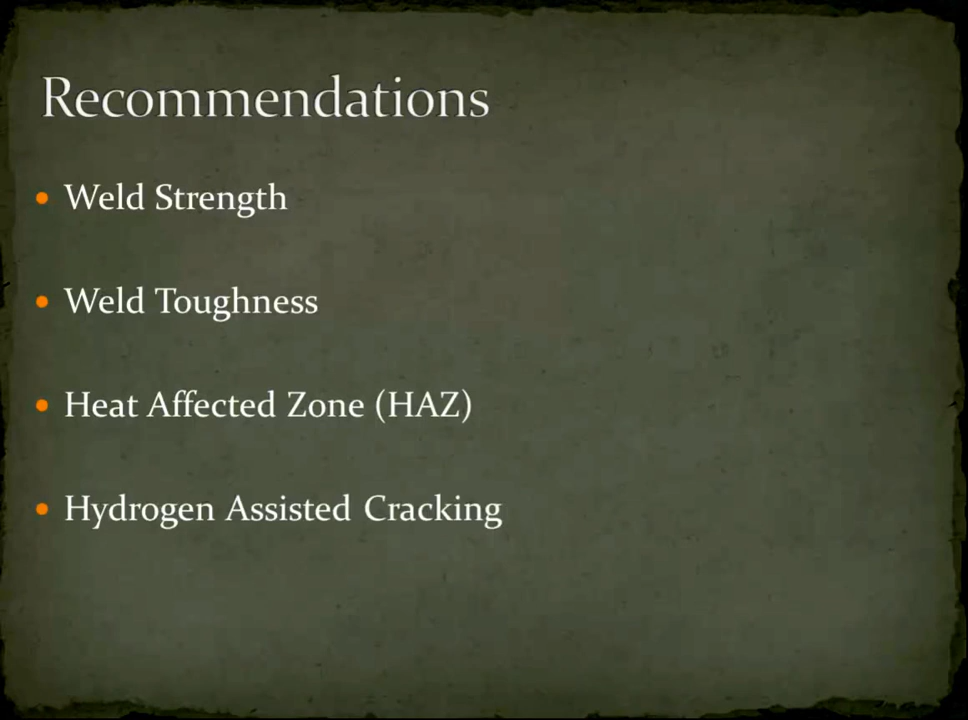 Recommendations
• Weld Strength
• Weld Toughness
• Heat Affected Zone (HAZ)
• Hydrogen Assisted Cracking